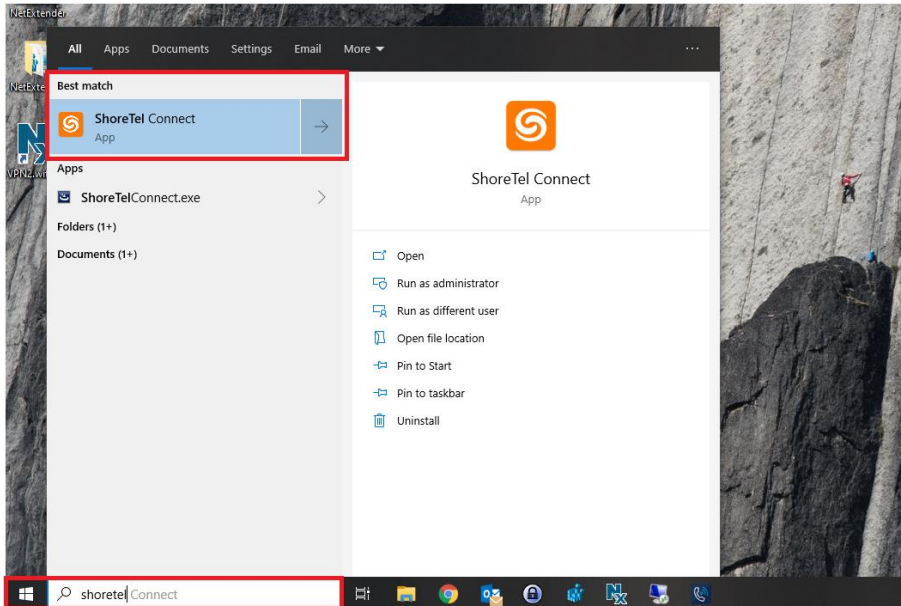 NetExtender
All Apps Documents Settings Email More
NetExte
Best match
ShoreTel Connect
App
Apps
ShoreTelConnect.exe
Folders (1+)
Documents (1+)
ShoreTel Connect
App
Open
Run as administrator
Run as different user
Open file location
Pin to Start
Pin to taskbar
Uninstall
shoretel Connect